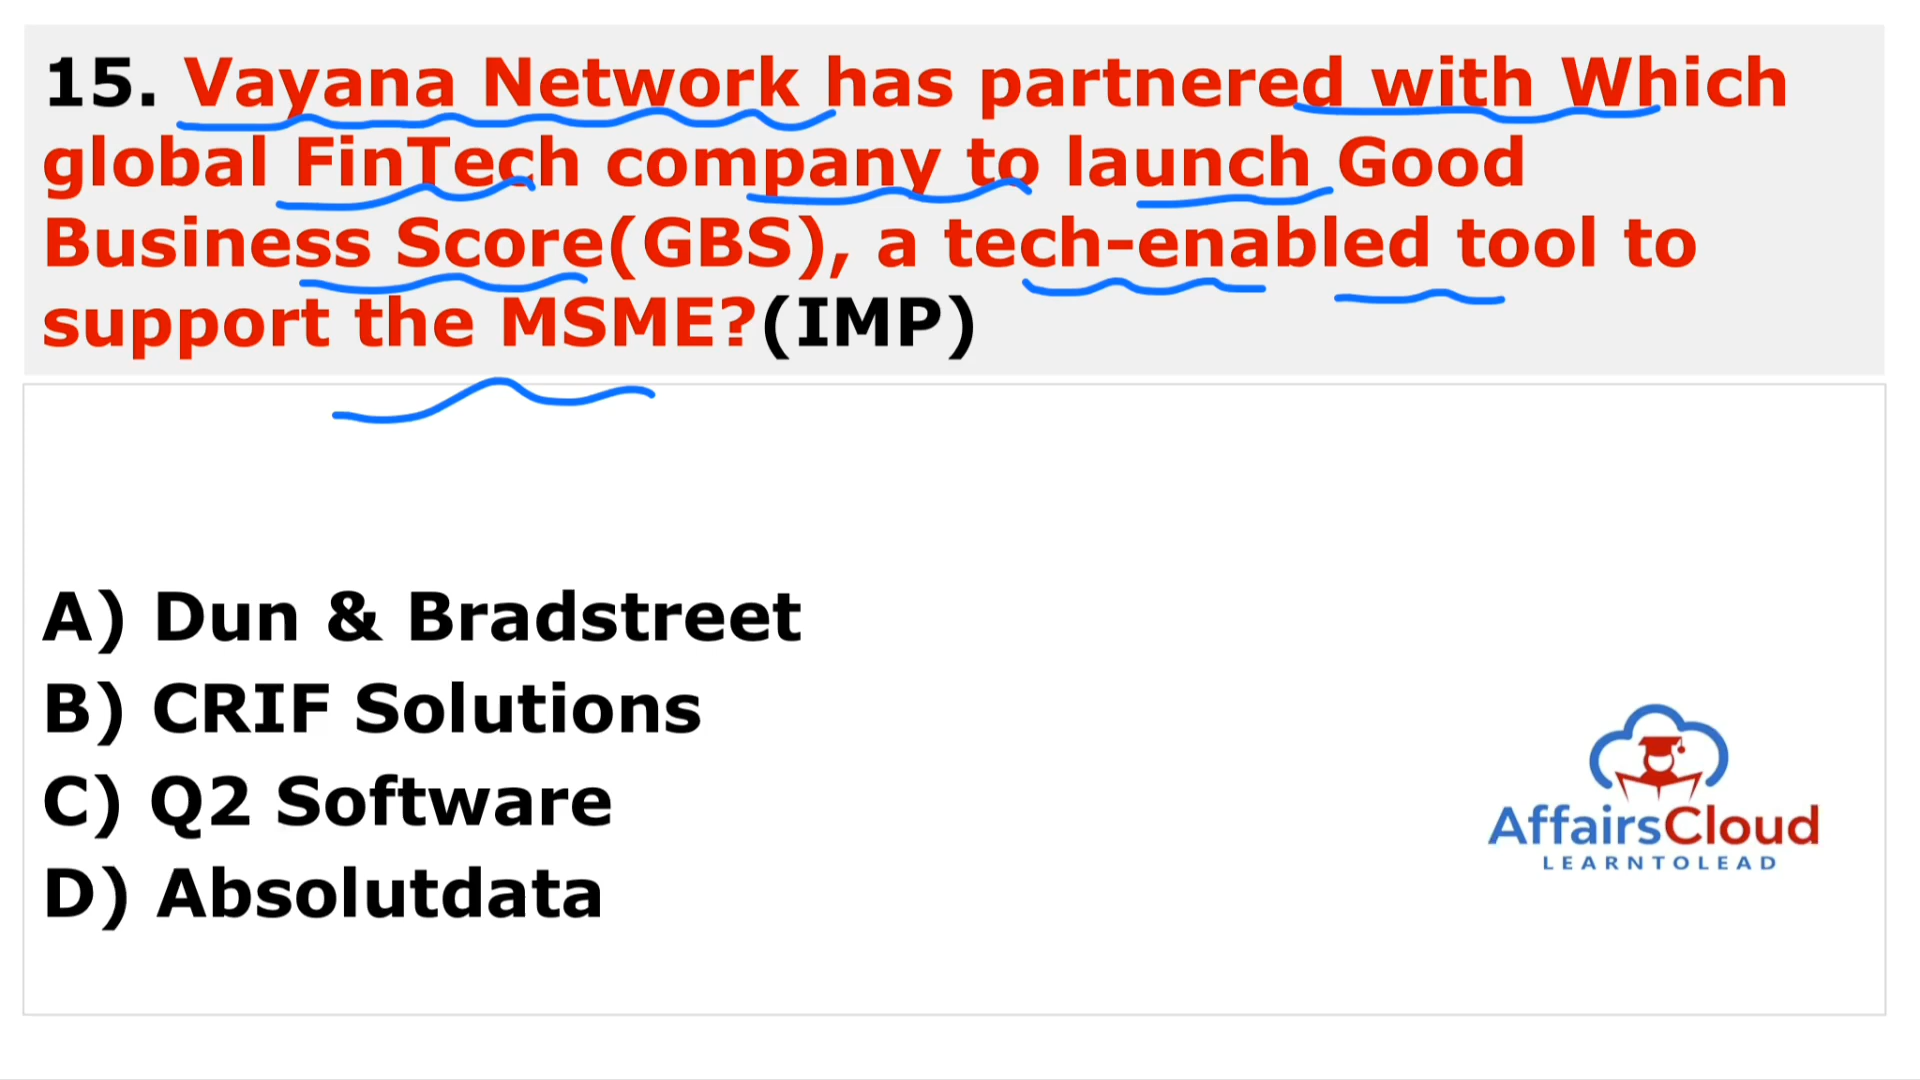 15. Vayana Network has partnered with Which
global FinTech company to launch Good
Business Score(GBS), a tech-enabled tool to
support the MSME?(IMP)
A) Dun & Bradstreet
B) CRIF Solutions
C) Q2 Software
D) Absolutdata
AffairsCloud
LEARNTOLEAD